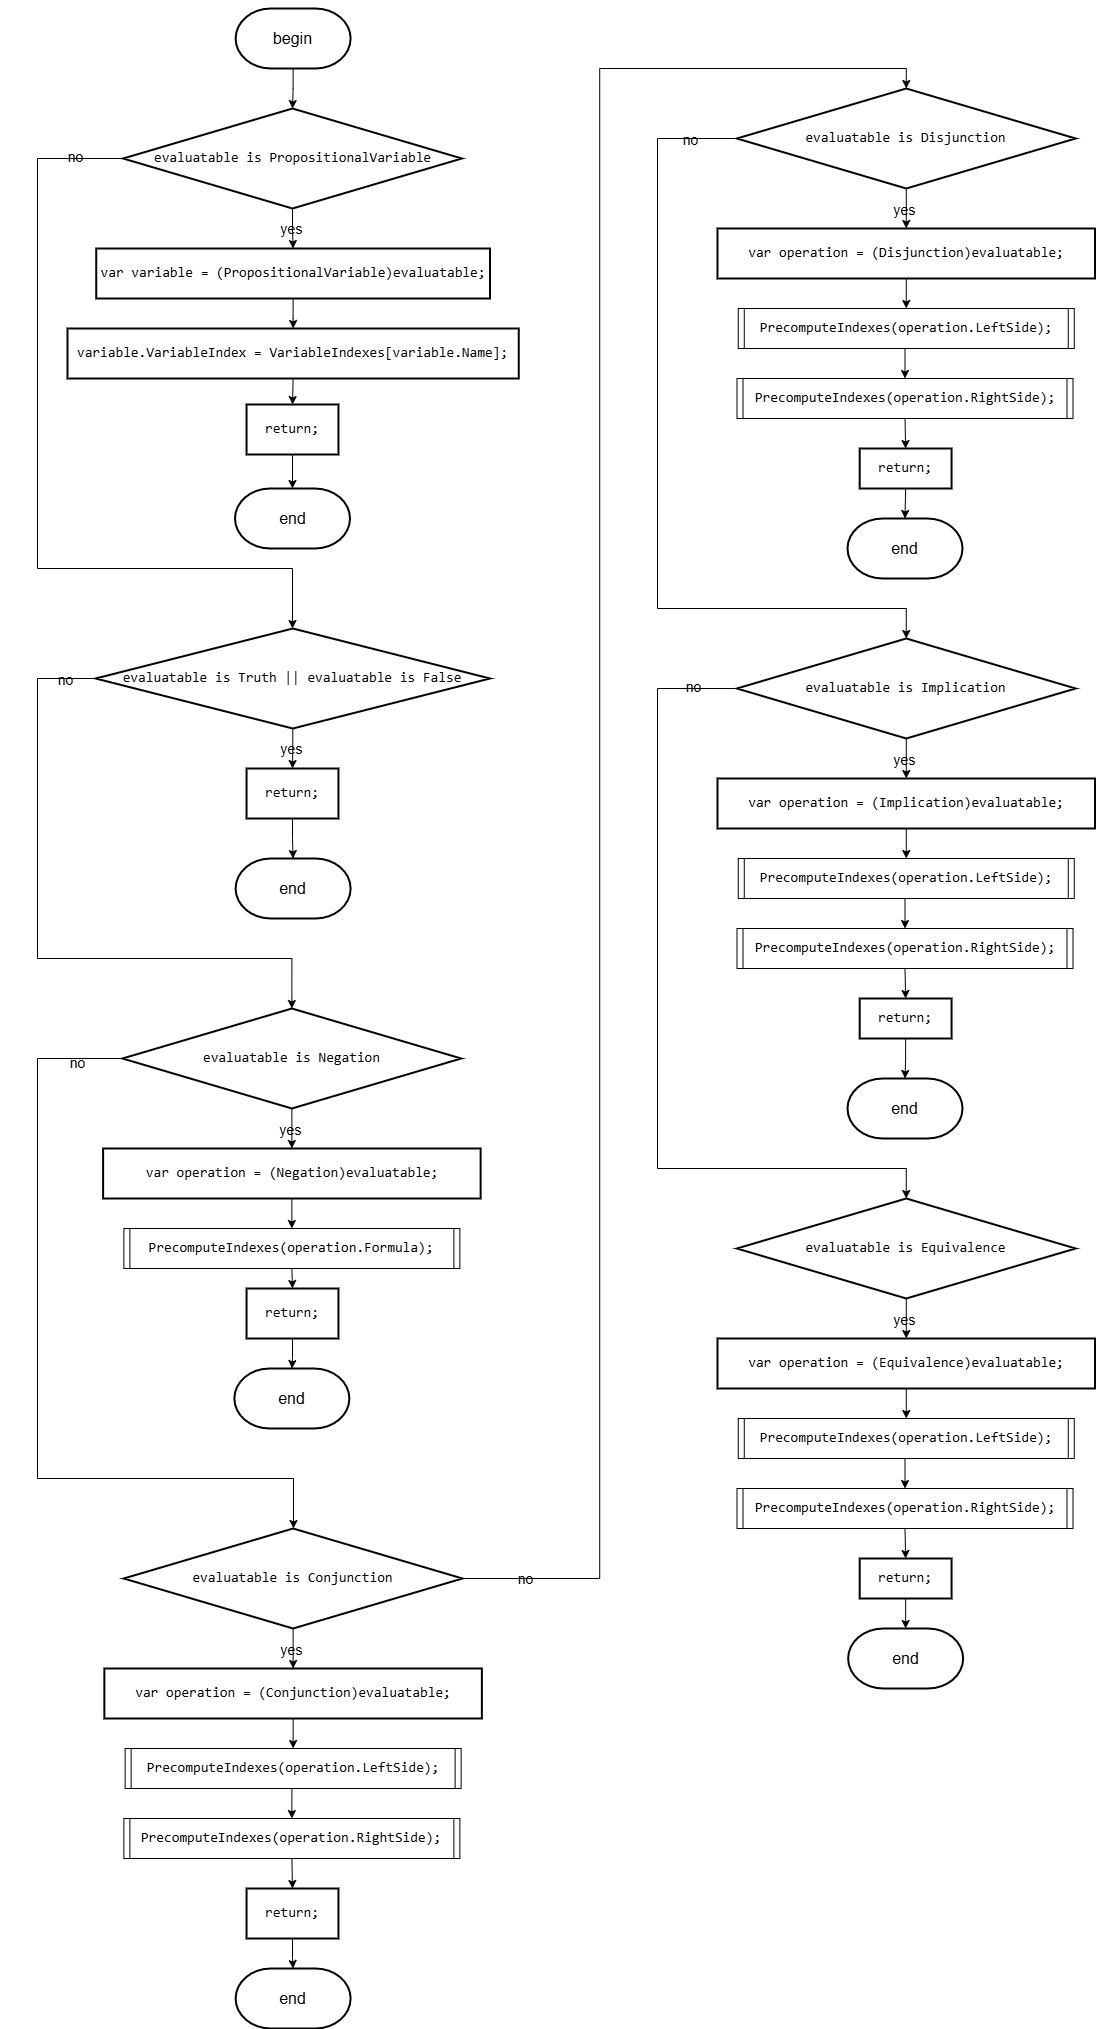 begin
evaluatable is PropositionalVariable
no
yes
var variable = (PropositionalVariable)evaluatable;
variable.VariableIndex = VariableIndexes[variable.Name];
return;
end
evaluatable is Truth || evaluatable is False
no
yes
return;
end
evaluatable is Negation
no
yes
var operation = (Negation)evaluatable;
PrecomputeIndexes(operation.Formula);
return;
end
evaluatable is Conjunction
no
yes
var operation = (Conjunction)evaluatable;
PrecomputeIndexes(operation.LeftSide);
PrecomputeIndexes(operation.RightSide);
return;
end
evaluatable is Disjunction
no
yes
var operation = (Disjunction)evaluatable;
PrecomputeIndexes(operation.LeftSide);
PrecomputeIndexes(operation.RightSide);
return;
end
evaluatable is Implication
no
yes
var operation = (Implication)evaluatable;
PrecomputeIndexes(operation.LeftSide);
PrecomputeIndexes(operation.RightSide);
return;
end
evaluatable is Equivalence
yes
var operation = (Equivalence)evaluatable;
PrecomputeIndexes(operation.LeftSide);
PrecomputeIndexes(operation.RightSide);
return;
end